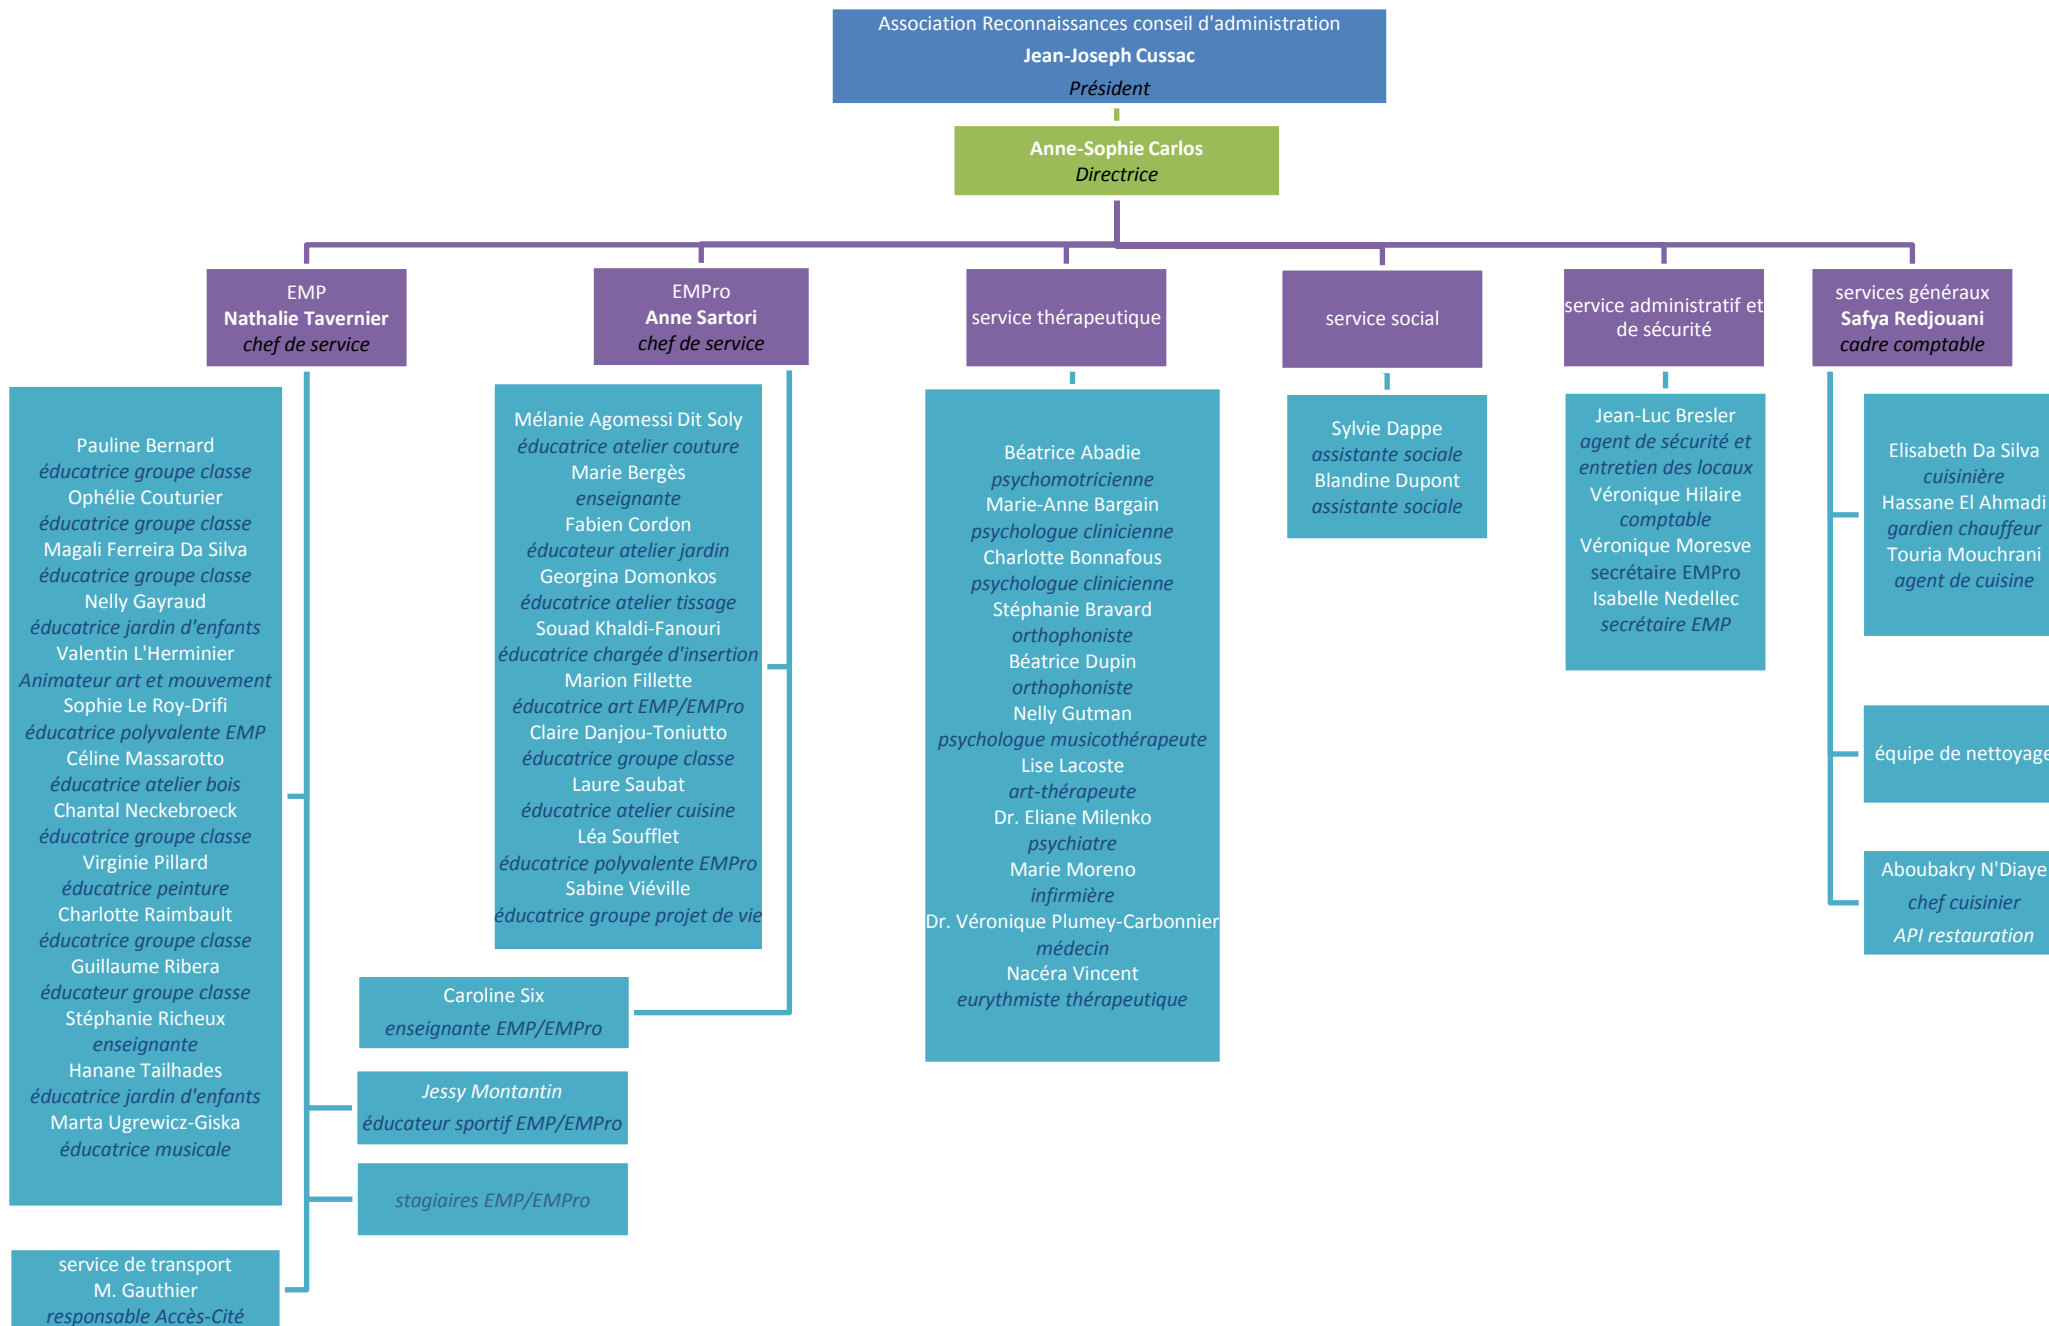 Association Reconnaissances conseil d'administration
Jean-Joseph Cussac
Président
Anne-Sophie Carlos
Directrice
EMP
Nathalie Tavernier
chef de service
EMPro
Anne Sartori
chef de service
service thérapeutique
service social
service administratif et
de sécurité
services généraux
Safya Redjouani
cadre comptable
Pauline Bernard
éducatrice groupe classe
Ophélie Couturier
éducatrice groupe classe
Magali Ferreira Da Silva
éducatrice groupe classe
Nelly Gayraud
éducatrice jardin d'enfants
Valentin L'Herminier
Animateur art et mouvement
Sophie Le Roy-Drifi
éducatrice polyvalente EMP
Céline Massarotto
éducatrice atelier bois
Chantal Neckebroeck
éducatrice groupe classe
Virginie Pillard
éducatrice peinture
Charlotte Raimbault
éducatrice groupe classe
Guillaume Ribera
éducateur groupe classe
Stéphanie Richeux
enseignante
Hanane Tailhades
éducatrice jardin d'enfants
Marta Ugrewicz-Giska
éducatrice musicale
service de transport
M. Gauthier
responsable Accès-Cité
Mélanie Agomessi Dit Soly
éducatrice atelier couture
Marie Bergès
enseignante
Fabien Cordon
éducateur atelier jardin
Georgina Domonkos
éducatrice atelier tissage
Souad Khaldi-Fanouri
éducatrice chargée d'insertion
Marion Fillette
éducatrice art EMP/EMPro
Claire Danjou-Toniutto
éducatrice groupe classe
Laure Saubat
éducatrice atelier cuisine
Léa Soufflet
éducatrice polyvalente EMPro
Sabine Viéville
éducatrice groupe projet de vie
Caroline Six
enseignante EMP/EMPro
Jessy Montantin
éducateur sportif EMP/EMPro
stagiaires EMP/EMPro
Béatrice Abadie
psychomotricienne
Marie-Anne Bargain
psychologue clinicienne
Charlotte Bonnafous
psychologue clinicienne
Stéphanie Bravard
orthophoniste
Béatrice Dupin
orthophoniste
Nelly Gutman
psychologue musicothérapeute
Lise Lacoste
art-thérapeute
Dr. Eliane Milenko
psychiatre
Marie Moreno
infirmière
Dr. Véronique Plumey-Carbonnier
médecin
Nacéra Vincent
eurythmiste thérapeutique
Sylvie Dappe
assistante sociale
Blandine Dupont
assistante sociale
Jean-Luc Bresler
agent de sécurité et
entretien des locaux
Véronique Hilaire
comptable
Véronique Moresve
secrétaire EMPro
Isabelle Nedellec
secrétaire EMP
Elisabeth Da Silva
cuisinière
Hassane El Ahmadi
gardien chauffeur
Touria Mouchrani
agent de cuisine
équipe de nettoyage
Aboubakry N'Diaye
chef cuisinier
API restauration